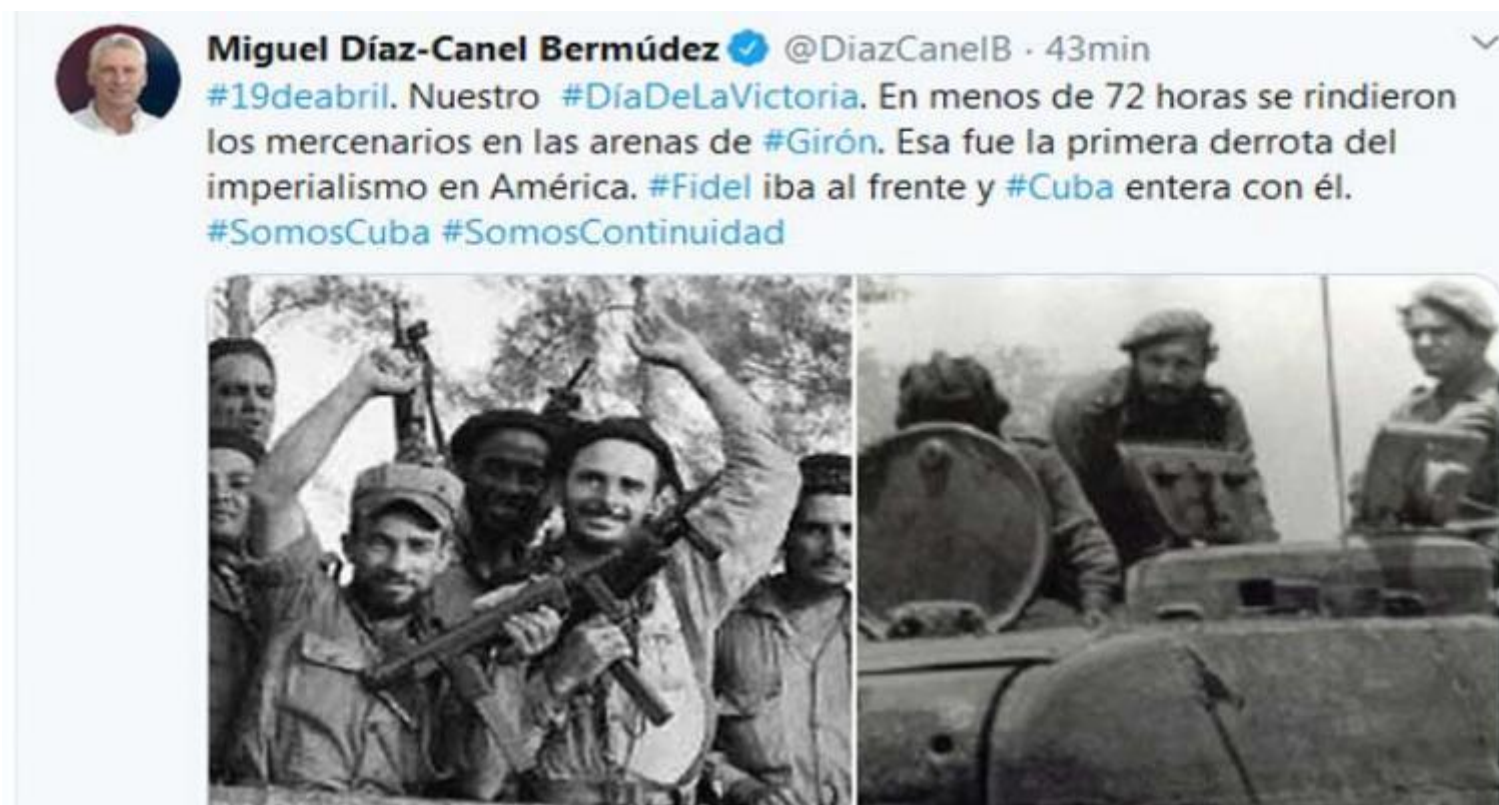 Miguel Díaz-Canel Bermúdez @DiazCanelB · 43min
#19deabril. Nuestro #DíaDeLaVictoria. En menos de 72 horas se rindieron
los mercenarios en las arenas de #Girón. Esa fue la primera derrota del
imperialismo en América. #Fidel iba al frente y #Cuba entera con él.
#SomosCuba #SomosContinuidad